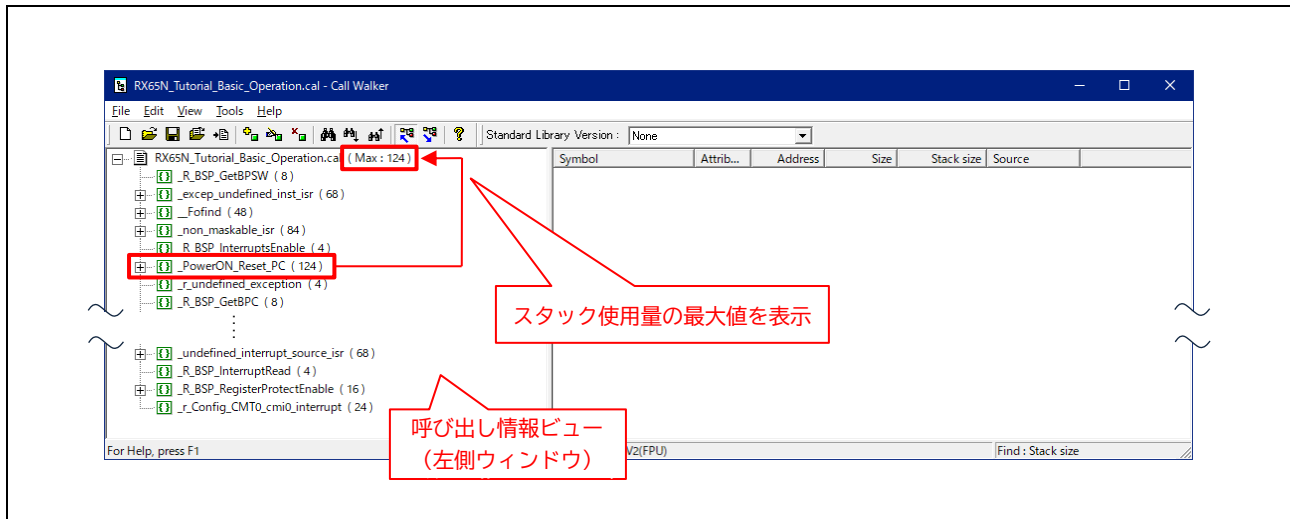 RX65N_Tutorial_Basic_Operation.cal - Call Walker
File Edit View Tools Help
Standard Library Version : None
RX65N_Tutorial_Basic_Operation.cal ( Max : 124 )
_R_BSP_GetBPSW ( 8 )
_excep_undefined_inst_isr ( 68 )
__Fofind ( 48 )
_non_maskable_isr ( 84 )
_R_BSP_InterruptsEnable ( 4 )
_PowerON_Reset_PC ( 124 )
_r_undefined_exception ( 4 )
_R_BSP_GetBPC ( 8 )
_undefined_interrupt_source_isr ( 68 )
_R_BSP_InterruptRead ( 4 )
_R_BSP_RegisterProtectEnable ( 16 )
_r_Config_CMT0_cmi0_interrupt ( 24 )
Symbol Attrib... Address Size Stack size Source
スタック使用量の最大値を表示
呼び出し情報ビュー
（左側ウィンドウ）
For Help, press F1
V2(FPU)
Find : Stack size